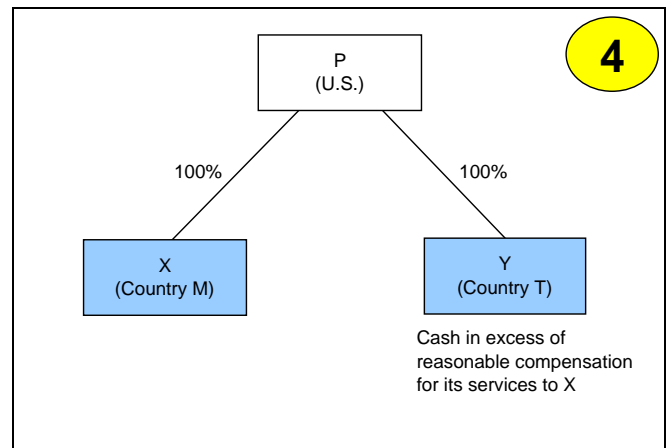 P
(U.S.)
4
100%
100%
X
(Country M)
Y
(Country T)
Cash in excess of
reasonable compensation
for its services to X